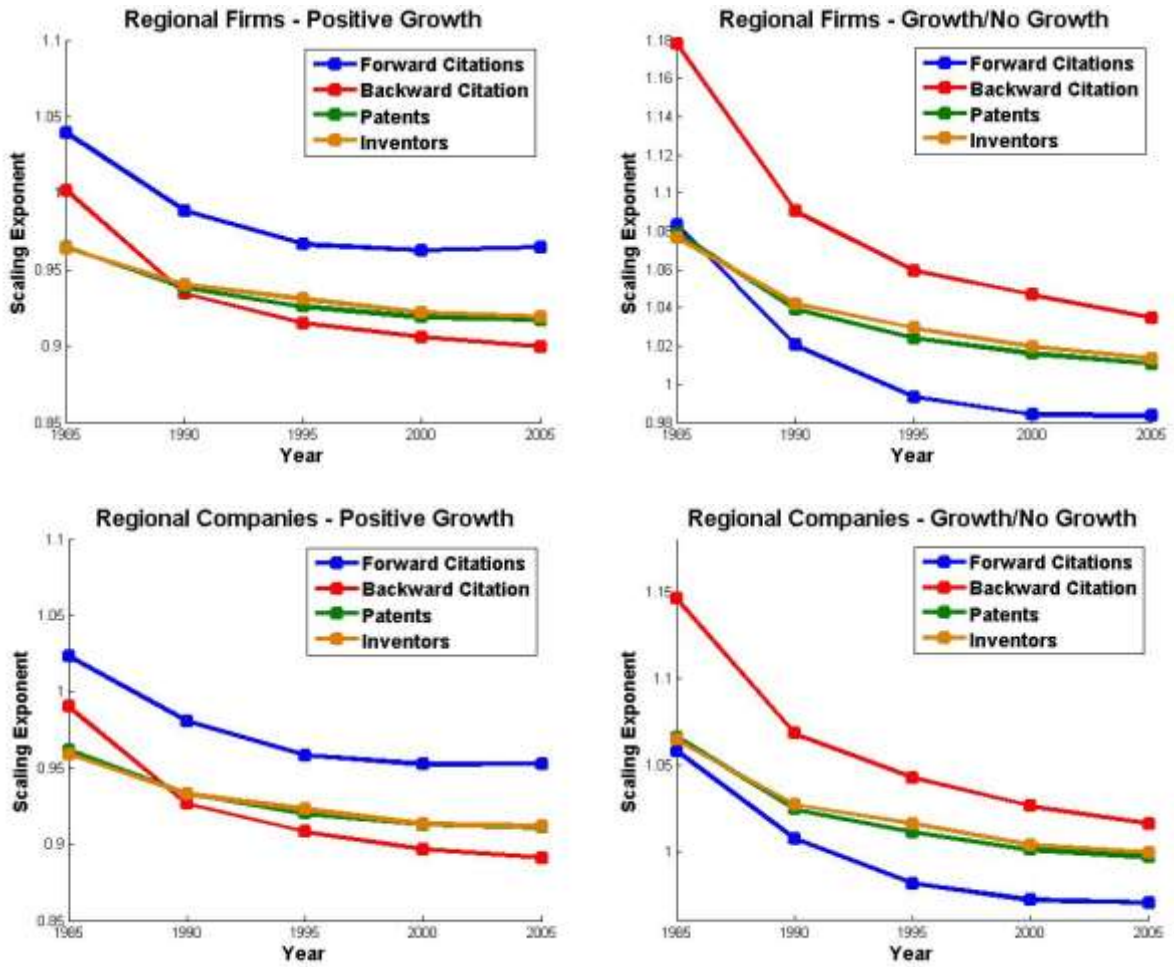 Regional Firms - Positive Growth
1.1
1.05
0.95
0.9
0.85
Scaling Exponent
Forward Citations
Backward Citation
Patents
Inventors
1985
1990
1995
2000
2005
Year
Regional Firms - Growth/No Growth
1.18
1.16
1.14
1.12
1.1
1.08
1.06
1.04
1.02
1
0.98
Scaling Exponent
Forward Citations
Backward Citation
Patents
Inventors
1985
1990
1995
2000
2005
Year
Regional Companies - Positive Growth
1.1
1.05
1
0.95
0.9
0.85
Scaling Exponent
Forward Citations
Backward Citation
Patents
Inventors
1985
1990
1995
2000
2005
Year
Regional Companies - Growth/No Growth
1.15
1.1
1.05
1
Scaling Exponent
Forward Citations
Backward Citation
Patents
Inventors
1985
1990
1995
2000
2005
Year